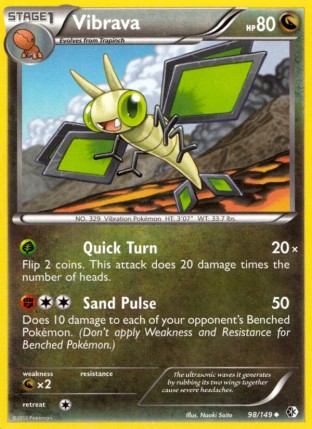 STAGE1
Vibrava
HP80
Evolves from Trapinch
NO. 329 Vibration Pokémon HT. 3'07" WT. 33.7 lbs.
Quick Turn 20×
Flip 2 coins. This attack does 20 damage times
the number of heads.
Sand Pulse 50
Does 10 damage to each of your opponent's Benched
Pokémon. (Don't apply Weakness and Resistance for
Benched Pokémon.)
weakness resistance
×2
retreat
The ultrasonic waves it generates
by rubbing its two wings together
cause severe headaches.
©2012 Pokémon
Illus. Naoki Saito
98/149